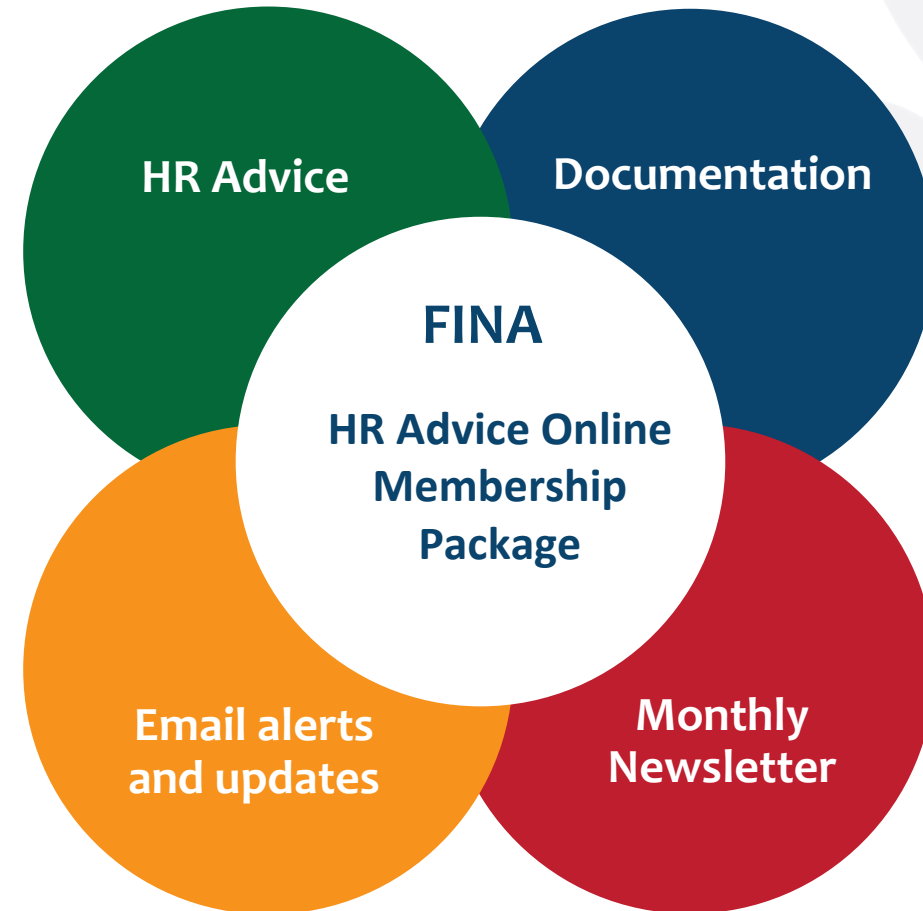 HR Advice
Documentation
FINA
HR Advice Online
Membership
Package
Email alerts
and updates
Monthly
Newsletter